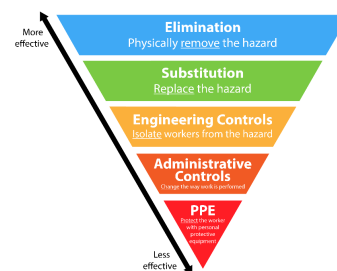 More
effective
Elimination
Physically remove the hazard
Substitution
Replace the hazard
Engineering Controls
Isolate workers from the hazard
Administrative
Controls
Change the way work is performed
PPE
Protect the worker
with personal
protective
equipment
Less
effective